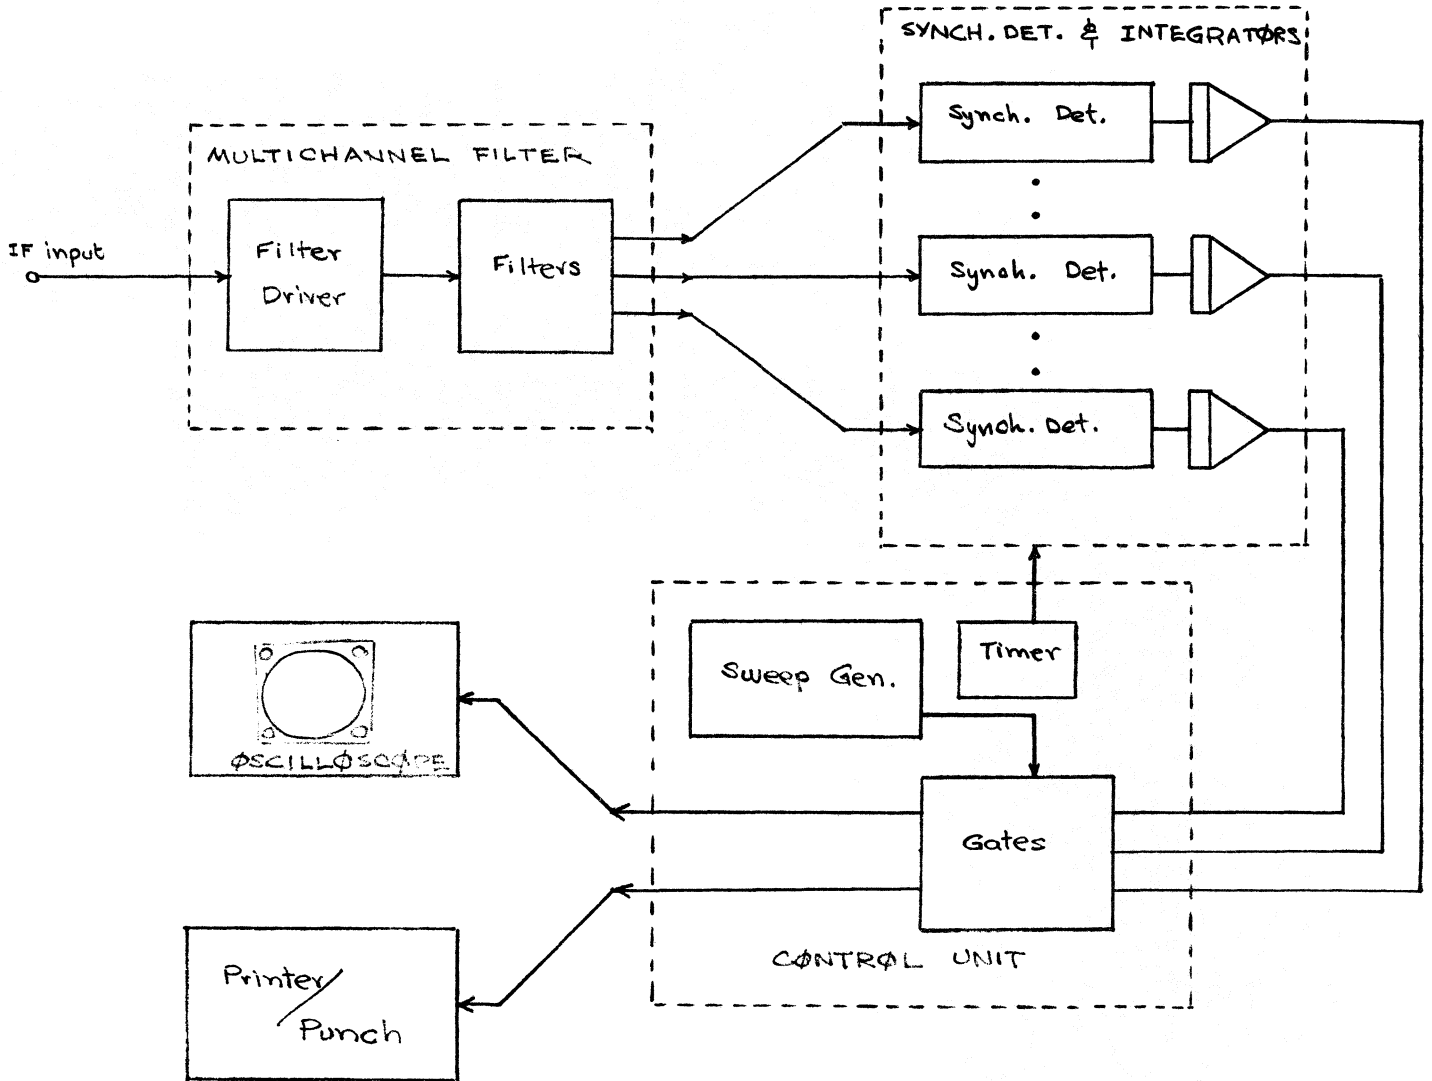 SYNCH. DET. & INTEGRATØRS
Synch. Det.
MULTICHANNEL FILTER
IF input
Filter
Driver
Filters
Synch. Det.
Synch. Det.
Timer
Sweep Gen.
ØSCILLØSCØPE
Gates
CØNTRØL UNIT
Printer/
Punch